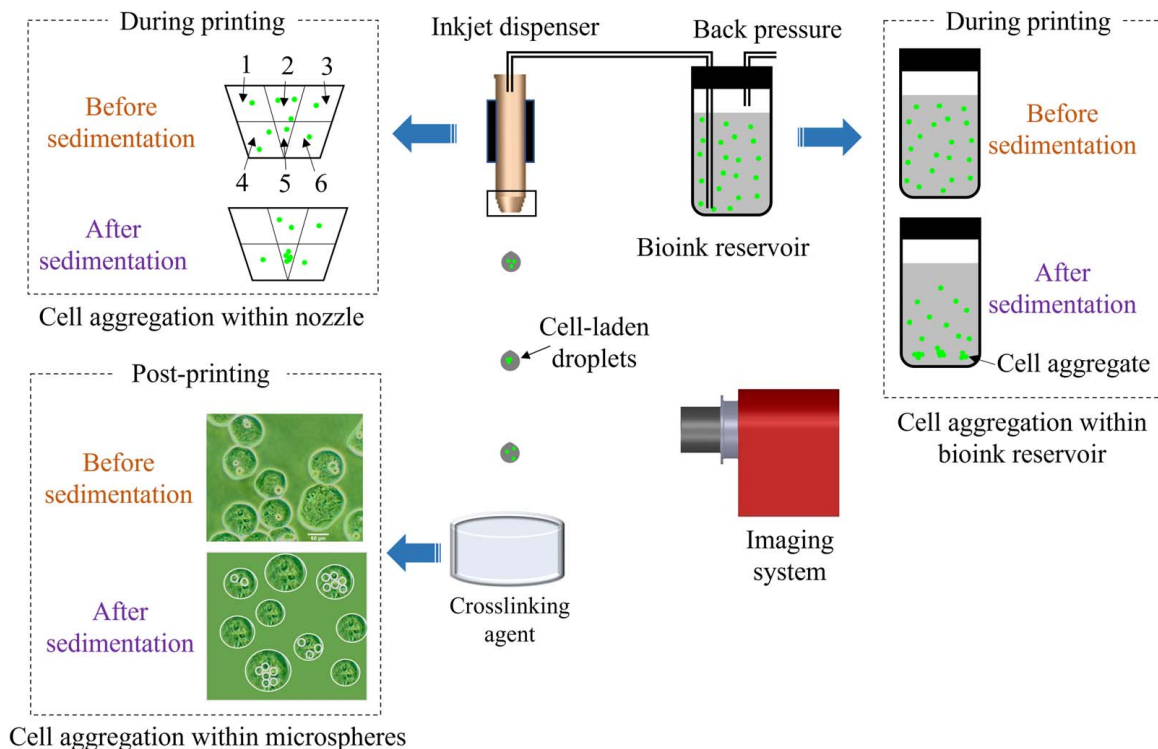 During printing
1 2 3
Before
sedimentation
4 5 6
After
sedimentation
Cell aggregation within nozzle
Inkjet dispenser
Back pressure
Bioink reservoir
During printing
Before
sedimentation
After
sedimentation
Cell aggregate
Cell aggregation within
bioink reservoir
Cell-laden
droplets
Imaging
system
Crosslinking
agent
Post-printing
Before
sedimentation
60 μm
After
sedimentation
Cell aggregation within microspheres